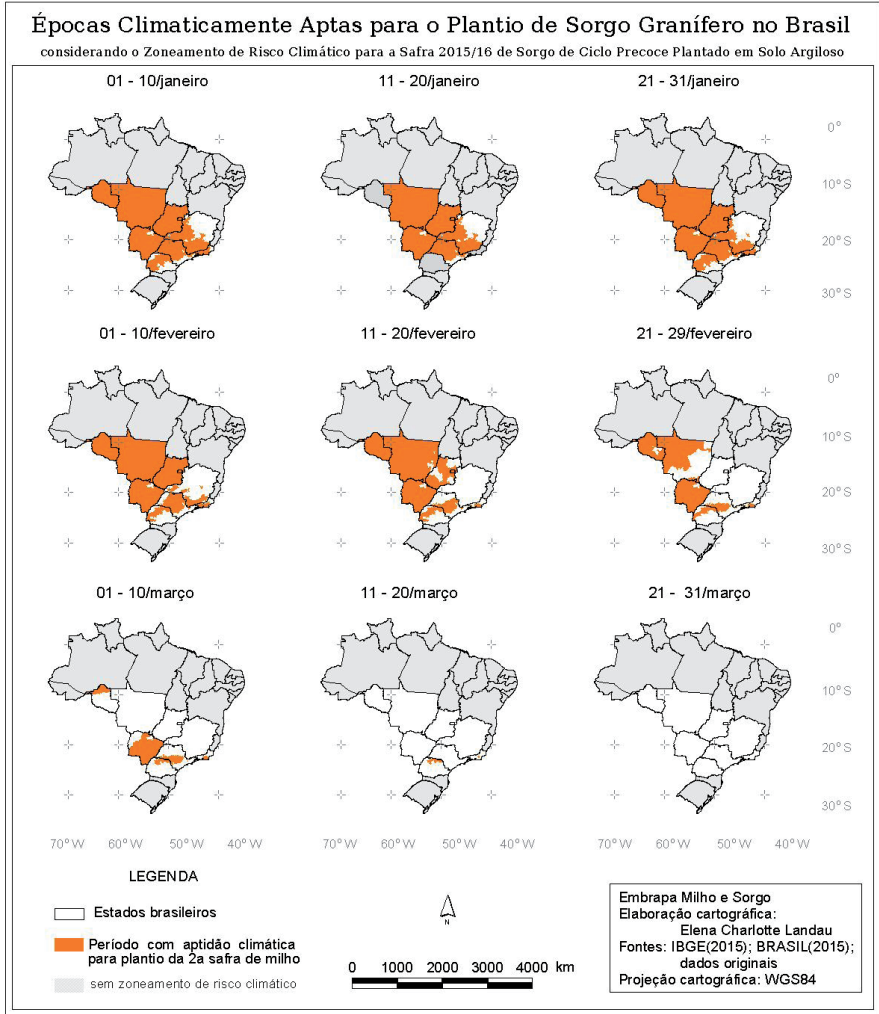 Épocas Climaticamente Aptas para o Plantio de Sorgo Granífero no Brasil
considerando o Zoneamento de Risco Climático para a Safra 2015/16 de Sorgo de Ciclo Precoce Plantado em Solo Argiloso
01 - 10/janeiro
11 - 20/janeiro
21 - 31/janeiro
0°
10°S
20°S
30°S
01 - 10/fevereiro
11 - 20/fevereiro
21 - 29/fevereiro
0°
10°S
20°S
30°S
01 - 10/março
11 - 20/março
21 - 31/março
0°
10°S
20°S
30°S
70°W 60°W 50°W 40°W
70°W 60°W 50°W 40°W
70°W 60°W 50°W 40°W
LEGENDA
Estados brasileiros
Período com aptidão climática
para plantio da 2a safra de milho
sem zoneamento de risco climático
N
0 1000 2000 3000 4000 km
Embrapa Milho e Sorgo
Elaboração cartográfica:
Elena Charlotte Landau
Fontes: IBGE(2015); BRASIL(2015);
dados originais
Projeção cartográfica: WGS84